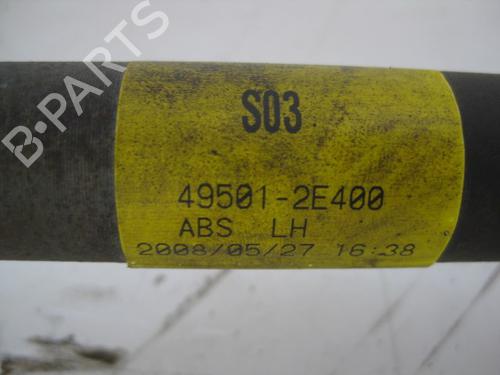 B-PARTS
S03
49501-2E400
ABS LH
2008/05/27 16:38